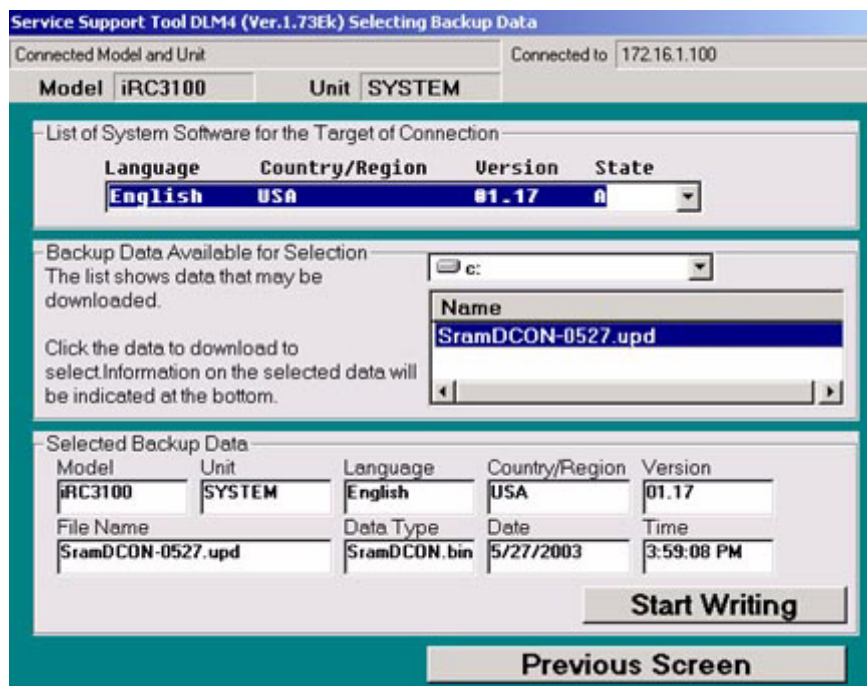 Service Support Tool DLM4 (Ver.1.73Ek) Selecting Backup Data
Connected Model and Unit
Connected to 172.16.1.100
Model iRC3100 Unit SYSTEM
List of System Software for the Target of Connection
Language Country/Region Version State
English USA 01.17 A
Backup Data Available for Selection
The list shows data that may be
downloaded.
Click the data to download to
select.Information on the selected data will
be indicated at the bottom.
c:
Name
SramDCON-0527.upd
Selected Backup Data
Model Unit Language Country/Region Version
iRC3100 SYSTEM English USA 01.17
File Name Data Type Date Time
SramDCON-0527.upd SramDCON.bin 5/27/2003 3:59:08 PM
Start Writing
Previous Screen